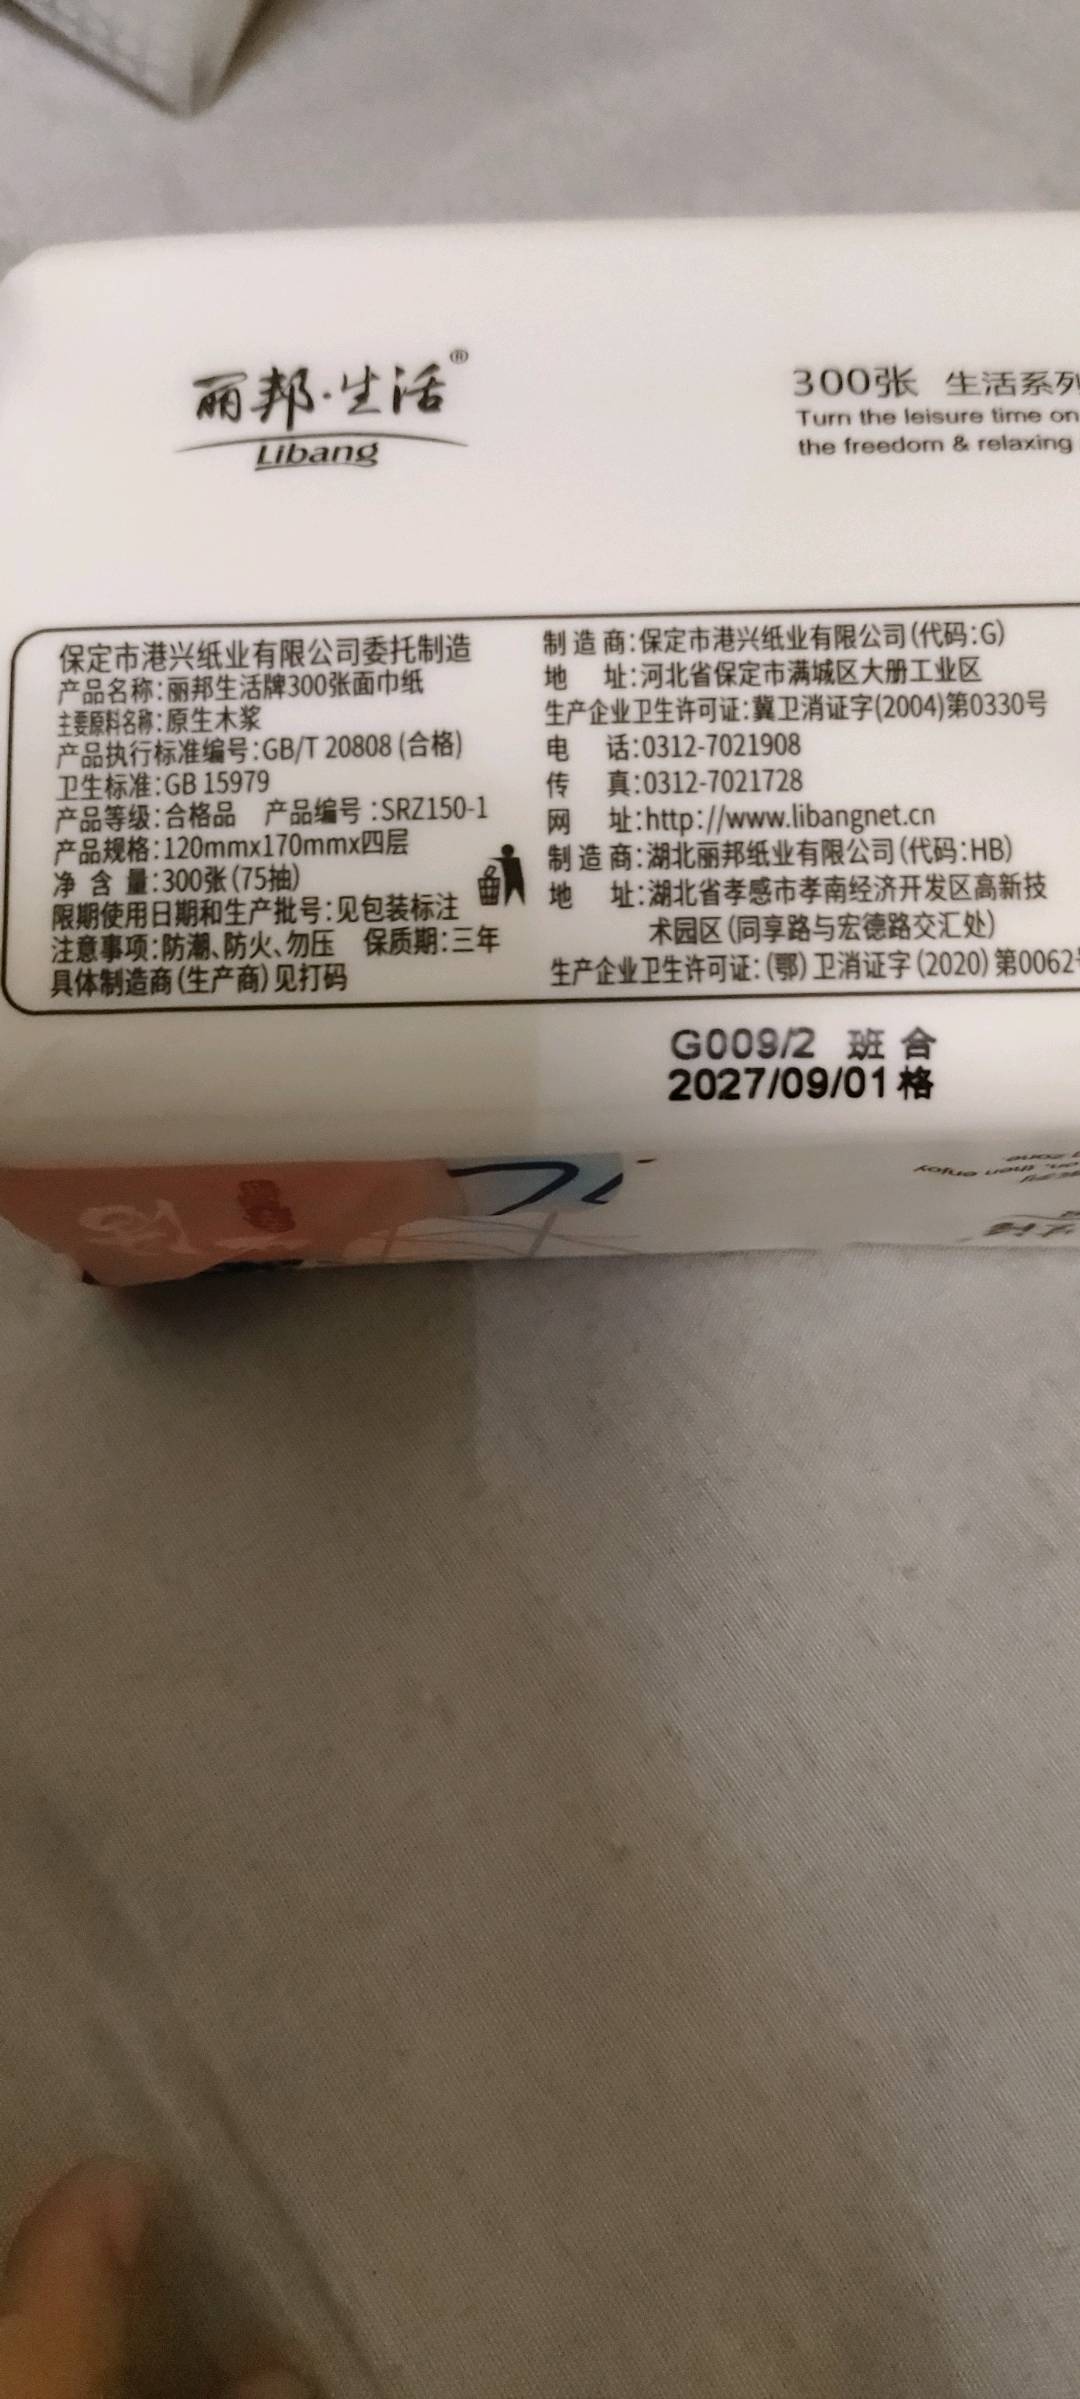 丽邦·生活®
Libang
300张 生活系列
Turn the leisure time on
the freedom & relaxing
保定市港兴纸业有限公司委托制造
产品名称:丽邦生活牌300张面巾纸
主要原料名称:原生木浆
产品执行标准编号:GB/T 20808 (合格)
卫生标准:GB 15979
产品等级:合格品 产品编号:SRZ150-1
产品规格:120mmx170mmx四层
净含量:300张(75抽)
限期使用日期和生产批号:见包装标注
注意事项:防潮、防火、勿压 保质期:三年
具体制造商(生产商)见打码
制造商:保定市港兴纸业有限公司(代码:G)
地址:河北省保定市满城区大册工业区
生产企业卫生许可证:冀卫消证字(2004)第0330号
电话:0312-7021908
传真:0312-7021728
网址:http://www.libangnet.cn
制造商:湖北丽邦纸业有限公司(代码:HB)
地址:湖北省孝感市孝南经济开发区高新技
术园区(同享路与宏德路交汇处)
生产企业卫生许可证:(鄂)卫消证字(2020)第0062号
G009/2 班 合
2027/09/01 格
then enjoy
生活